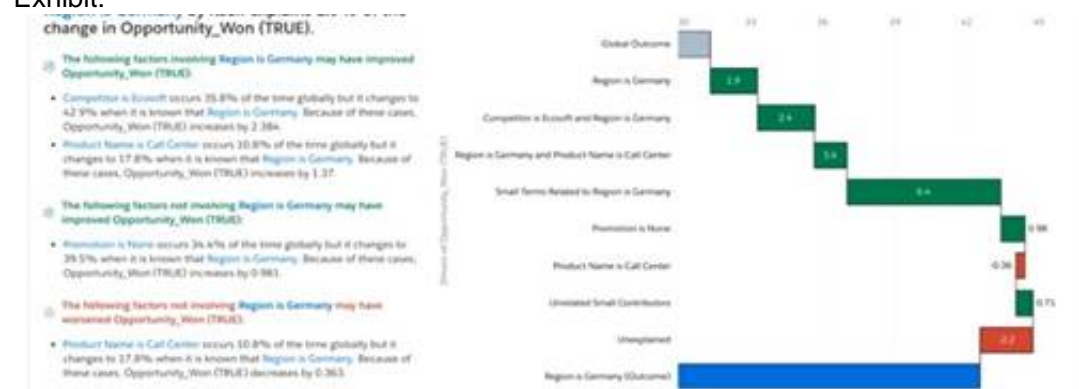 Exhibit:
change in Opportunity_Won (TRUE).
The following factors involving Region is Germany may have improved
Opportunity_Won (TRUE):
• Competitor is Ecosoft occurs 35.8% of the time globally but it changes to
42.9% when it is known that Region is Germany. Because of these cases,
Opportunity_Won (TRUE) increases by 2.384.
• Product Name is Call Center occurs 10.8% of the time globally but it
changes to 17.8% when it is known that Region is Germany. Because of
these cases, Opportunity_Won (TRUE) increases by 1.37.
The following factors not involving Region is Germany may have
improved Opportunity_Won (TRUE):
• Promotion is None occurs 34.4% of the time globally but it changes to
39.5% when it is known that Region is Germany. Because of these cases,
Opportunity_Won (TRUE) increases by 0.983.
The following factors not involving Region is Germany may have
worsened Opportunity_Won (TRUE):
• Product Name is Call Center occurs 10.8% of the time globally but it
changes to 17.8% when it is known that Region is Germany. Because of
these cases, Opportunity_Won (TRUE) decreases by 0.363.
Global Outcome
Region is Germany
Competitor is Ecosoft and Region is Germany
2.4
Region is Germany and Product Name is Call Center
Small Terms Related to Region is Germany
6.4
Promotion is None
0.98
Product Name is Call Center
-0.36
Unrelated Small Contributors
0.71
Unexplained
-2.2
Region is Germany (Outcome)